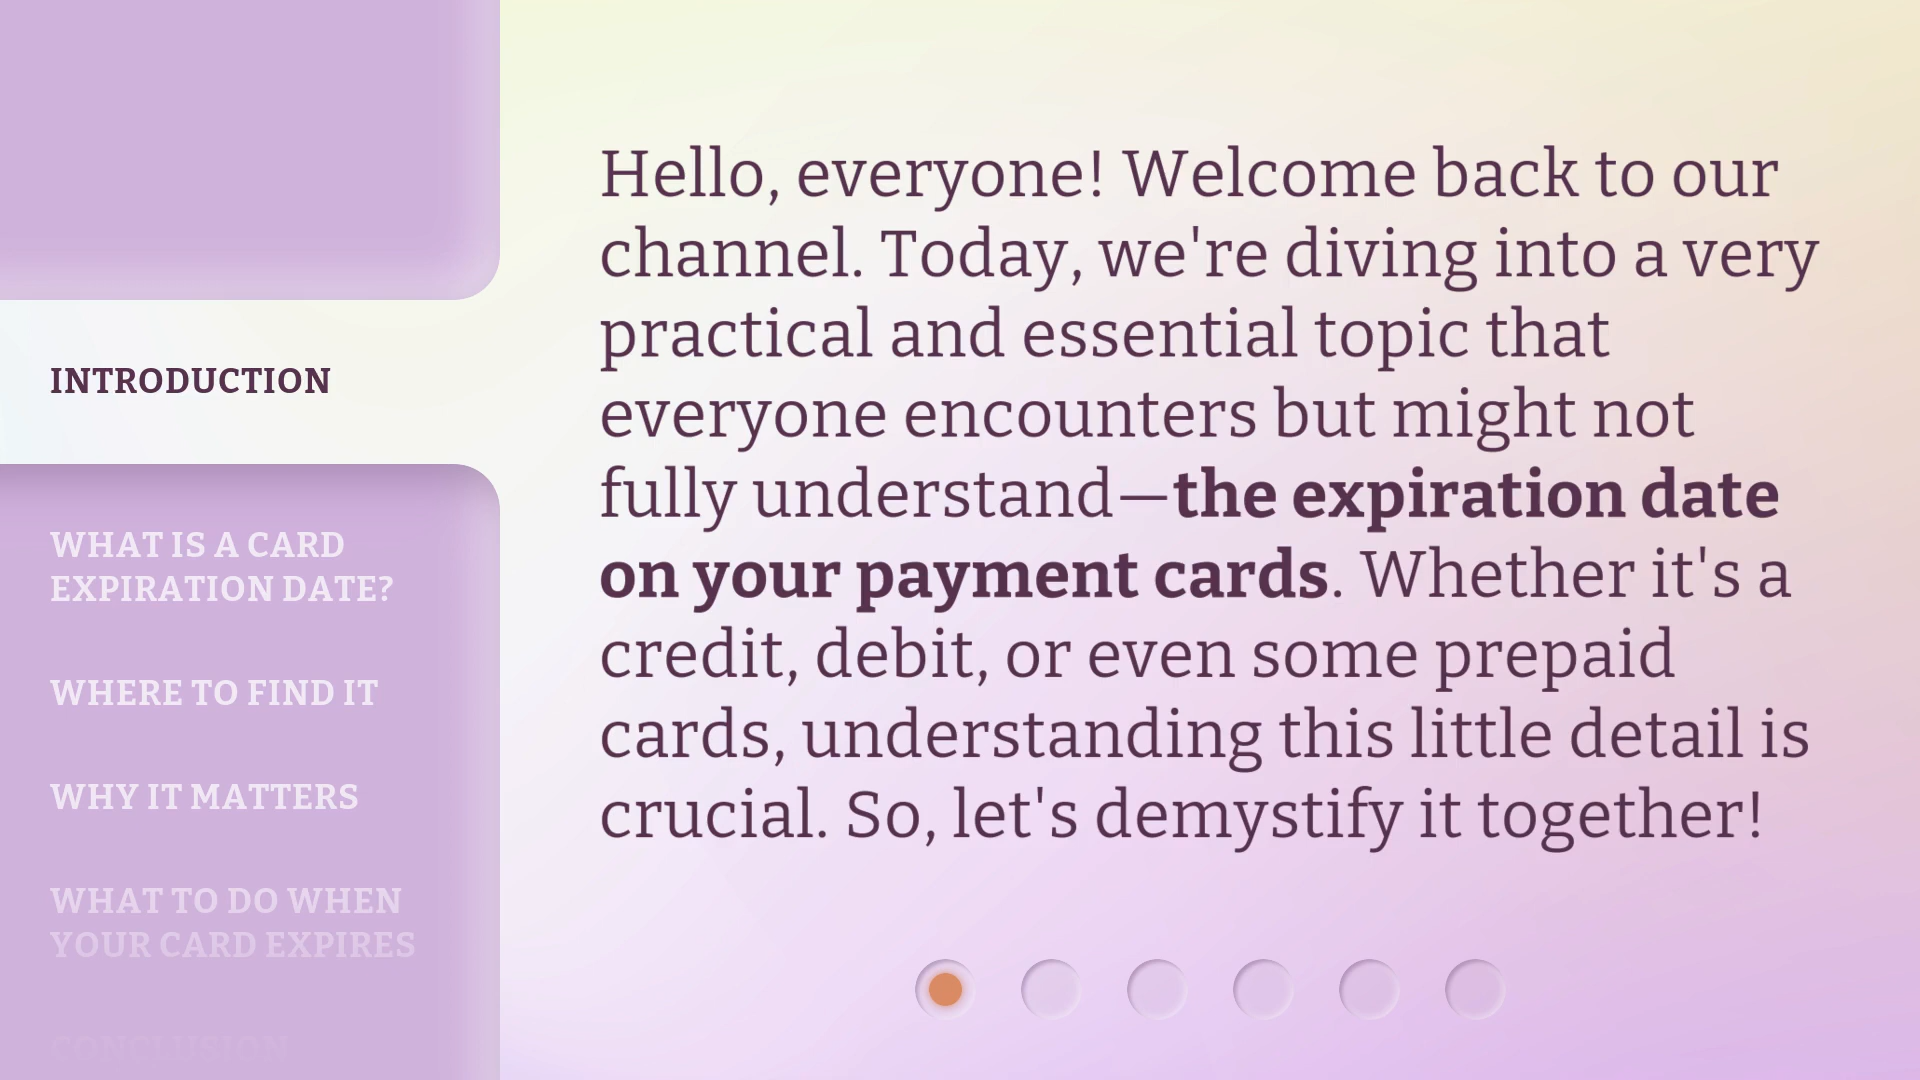 INTRODUCTION
WHAT IS A CARD
EXPIRATION DATE?
WHERE TO FIND IT
WHY IT MATTERS
WHAT TO DO WHEN
YOUR CARD EXPIRES
CONCLUSION
Hello, everyone! Welcome back to our
channel. Today, we're diving into a very
practical and essential topic that
everyone encounters but might not
fully understand—the expiration date
on your payment cards. Whether it's a
credit, debit, or even some prepaid
cards, understanding this little detail is
crucial. So, let's demystify it together!